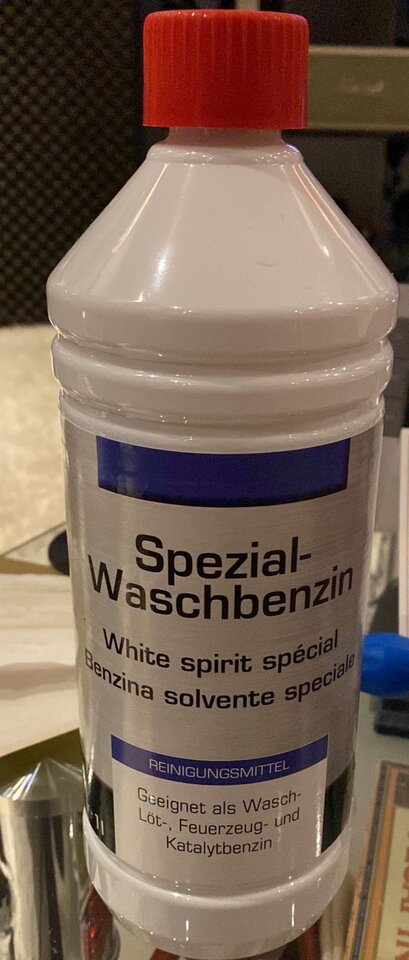 Spezial-
Waschbenzin
White spirit spécial
Benzina solvente speciale
REINIGUNGSMITTEL
Geeignet als Wasch-
Löt-, Feuerzeug- und
Katalytbenzin